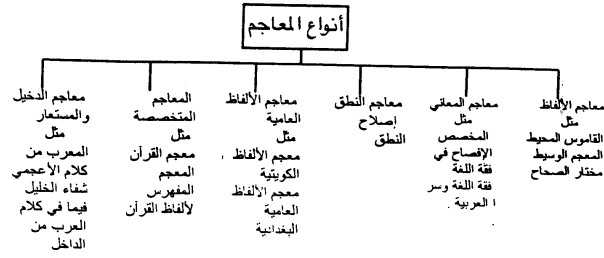 أنواع المعاجم
معاجم الألفاظ
مثل
القاموس المحيط
المعجم الوسيط
مختار الصحاح
معاجم المعاني
مثل
المخصص
الإفصاح في
فقة اللغة
فقة اللغة وسر
العربية
معاجم النطق
إصلاح
النطق
معاجم الألفاظ
العامية
مثل
معجم الألفاظ
الكويتية
معجم الألفاظ
العامية
البغدادية
المعاجم
المتخصصة
مثل
معجم القرآن
المعجم
المفهرس
لألفاظ القرآن
معاجم الدخيل
والمستعار
مثل
المعرب من
كلام الأعجمي
شفاء الخليل
فيما في كلام
العرب من
الداخل